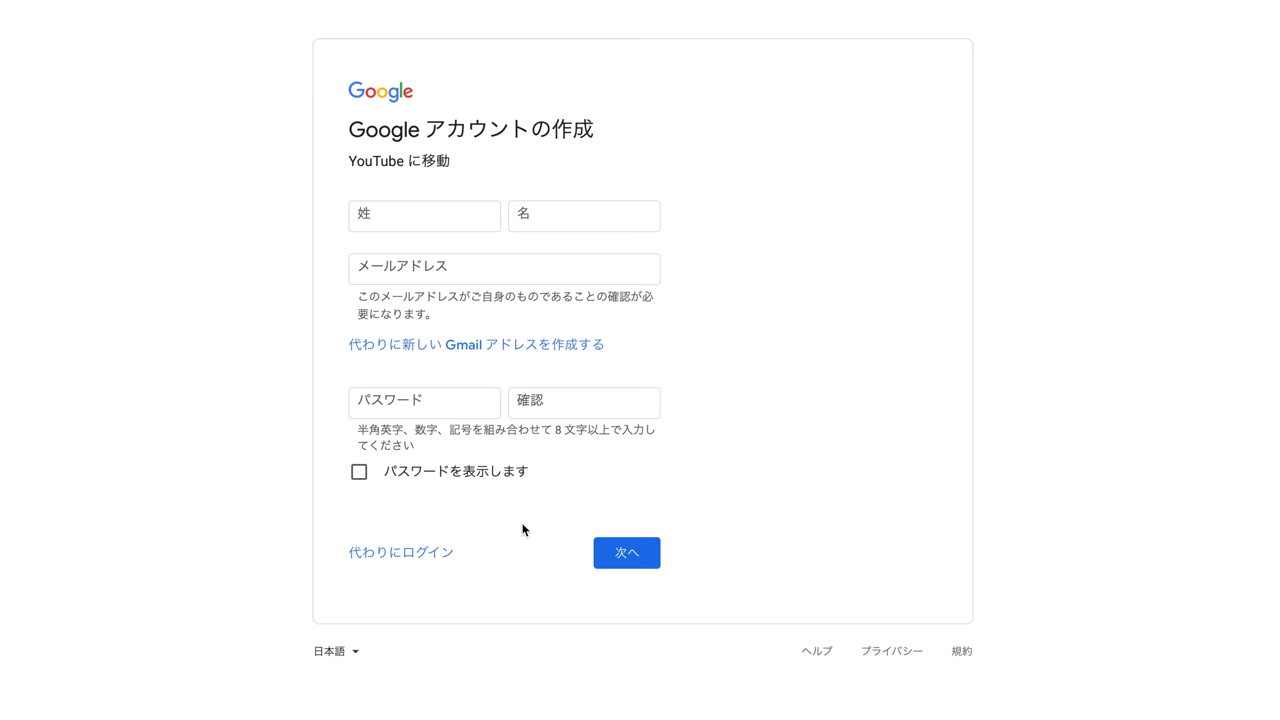 Google
Google アカウントの作成
YouTube に移動
姓 名
メールアドレス
このメールアドレスがご自身のものであることの確認が必
要になります。
代わりに新しい Gmail アドレスを作成する
パスワード 確認
半角英字、数字、記号を組み合わせて 8 文字以上で入力し
てください
パスワードを表示します
代わりにログイン 次へ
日本語 ヘルプ プライバシー 規約